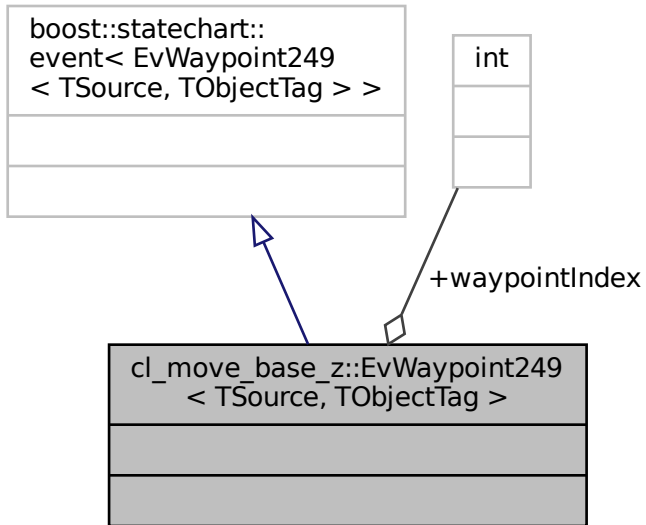 boost::statechart::
event< EvWaypoint249
< TSource, TObjectTag > >
int
+waypointIndex
cl_move_base_z::EvWaypoint249
< TSource, TObjectTag >